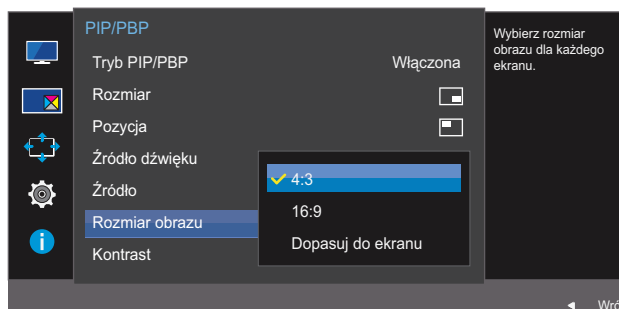 PIP/PBP
Tryb PIP/PBP Włączona
Rozmiar
Pozycja
Źródło dźwięku
Źródło
Rozmiar obrazu
Kontrast
4:3
16:9
Dopasuj do ekranu
Wybierz rozmiar
obrazu dla każdego
ekranu.